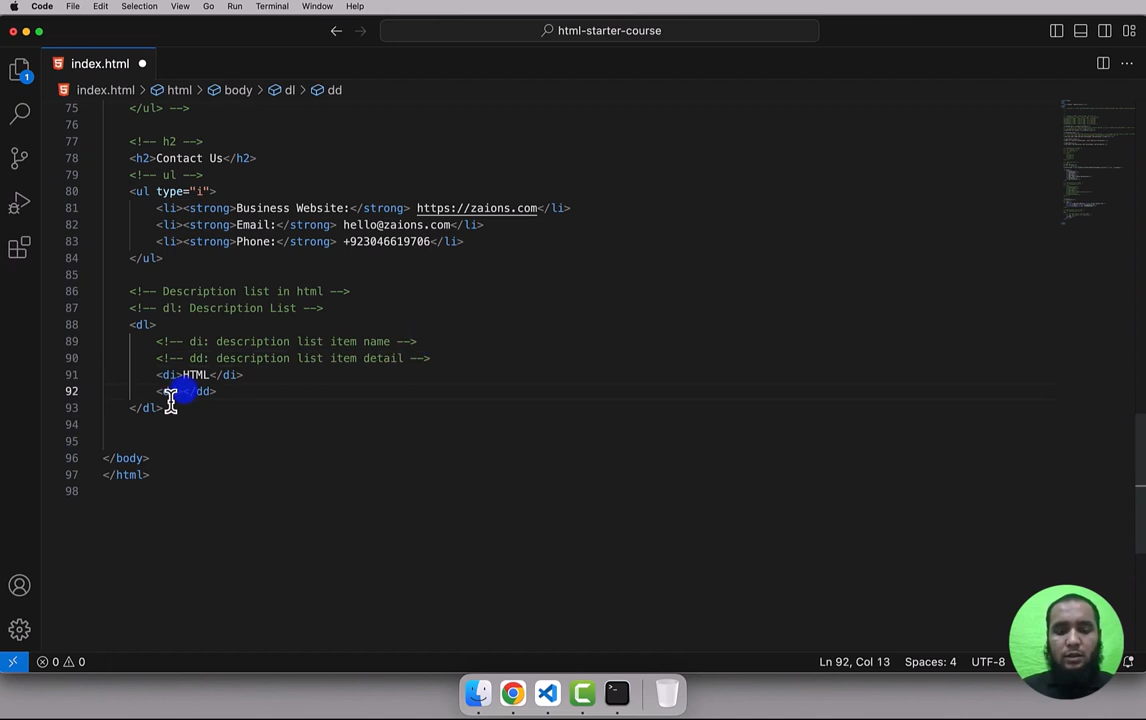 Code File Edit Selection View Go Run Terminal Window Help
html-starter-course
index.html
index.html > html > body > dl > dd
1
75 </ul> -->
76
77 <!-- h2 -->
78 <h2>Contact Us</h2>
79 <!-- ul -->
80 <ul type="i">
81 <li><strong>Business Website:</strong> https://zaions.com</li>
82 <li><strong>Email:</strong> hello@zaions.com</li>
83 <li><strong>Phone:</strong> +923046619706</li>
84 </ul>
85
86 <!-- Description list in html -->
87 <!-- dl: Description List -->
88 <dl>
89 <!-- di: description list item name -->
90 <!-- dd: description list item detail -->
91 <di>HTML</di>
92 </dd>
93 </dl>
94
95
96 </body>
97 </html>
98
0 0 Ln 92, Col 13 Spaces: 4 UTF-8